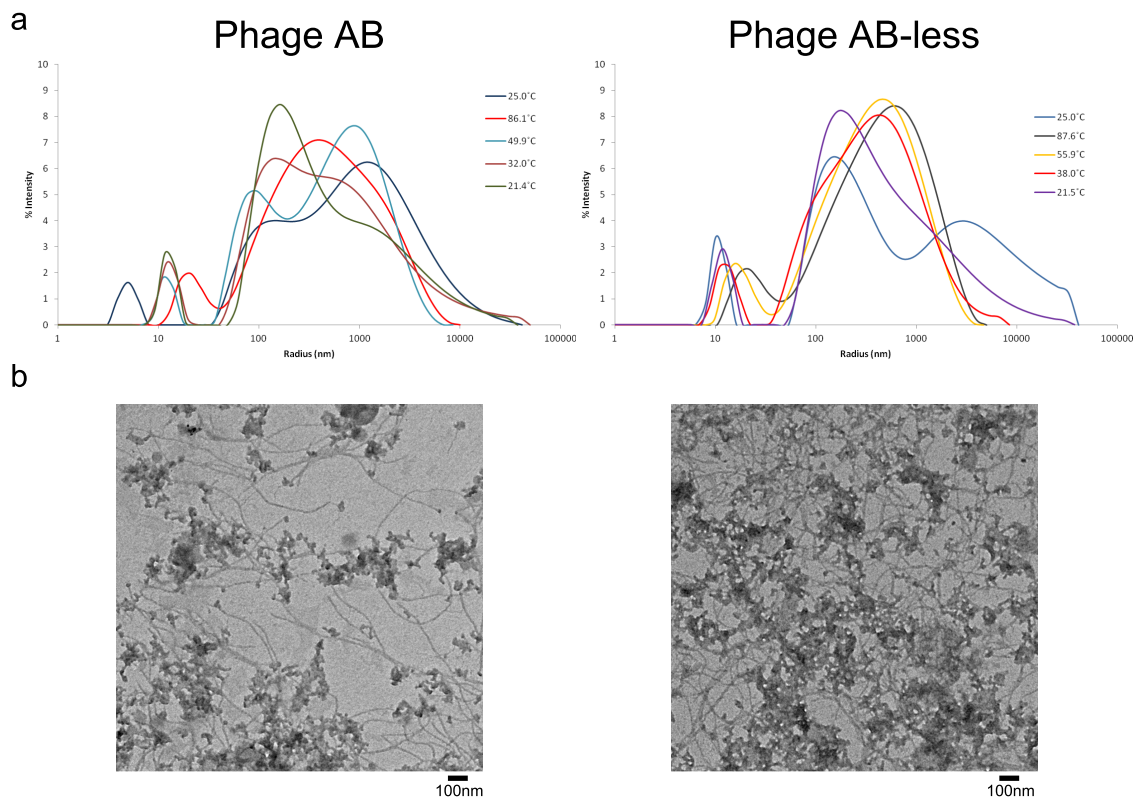 a
Phage AB
Phage AB-less
10
9
8
7
6
5
4
3
2
1
0
% Intensity
1
10
100
1000
10000
100000
Radius (nm)
25.0˚C
86.1˚C
49.9˚C
32.0˚C
21.4˚C
10
9
8
7
6
5
4
3
2
1
0
% Intensity
1
10
100
1000
10000
100000
Radius (nm)
25.0˚C
87.6˚C
55.9˚C
38.0˚C
21.5˚C
b
100nm
100nm